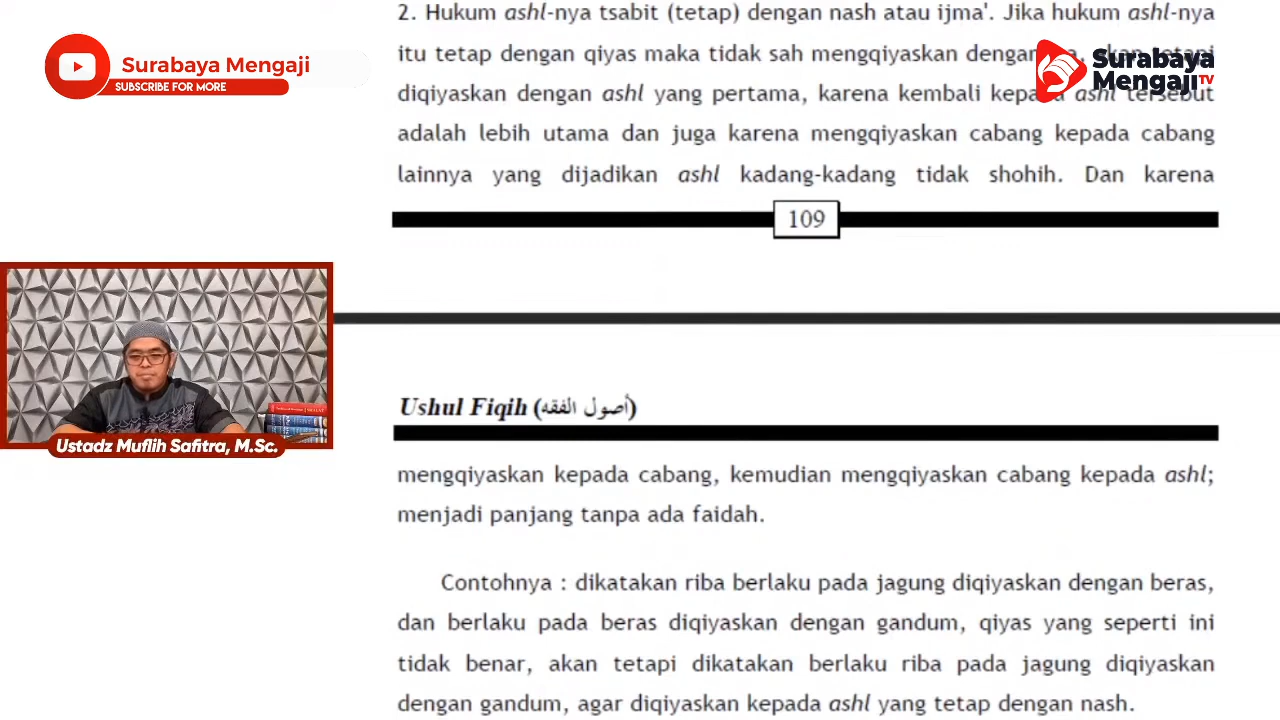 2. Hukum ashl-nya tsabit (tetap) dengan nash atau ijma'. Jika hukum ashl-nya
itu tetap dengan qiyas maka tidak sah mengqiyaskan
diqiyaskan dengan ashl yang pertama, karena kembali ashl tersebut
adalah lebih utama dan juga karena mengqiyaskan cabang kepada cabang
lainnya yang dijadikan ashl kadang-kadang tidak shohih. Dan karena
109
Surabaya Mengaji
SUBSCRIBE FOR MORE
Surabaya
Mengaji TV
Ustadz Muflih Safitra, M.Sc.
Ushul Fiqih (أصول الفقه)
mengqiyaskan kepada cabang, kemudian mengqiyaskan cabang kepada ashl;
menjadi panjang tanpa ada faidah.
Contohnya : dikatakan riba berlaku pada jagung diqiyaskan dengan beras,
dan berlaku pada beras diqiyaskan dengan gandum, qiyas yang seperti ini
tidak benar, akan tetapi dikatakan berlaku riba pada jagung diqiyaskan
dengan gandum, agar diqiyaskan kepada ashl yang tetap dengan nash.